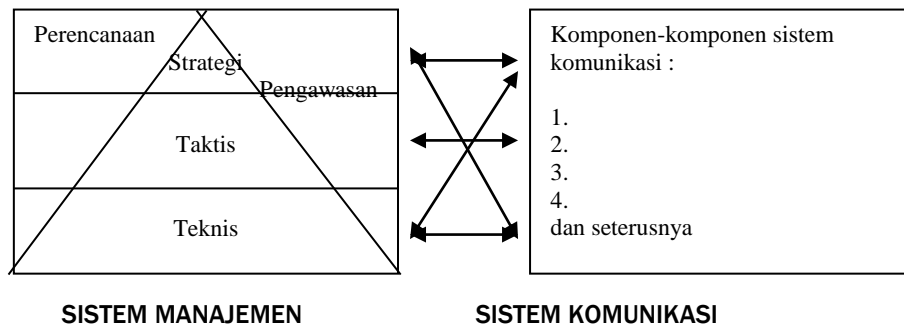 Perencanaan
Strategi
Pengawasan
Taktis
Teknis
Komponen-komponen sistem
komunikasi :
1.
2.
3.
4.
dan seterusnya
SISTEM MANAJEMEN
SISTEM KOMUNIKASI